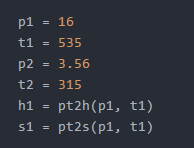 p1 = 16
t1 = 535
p2 = 3.56
t2 = 315
h1 = pt2h(p1, t1)
s1 = pt2s(p1, t1)